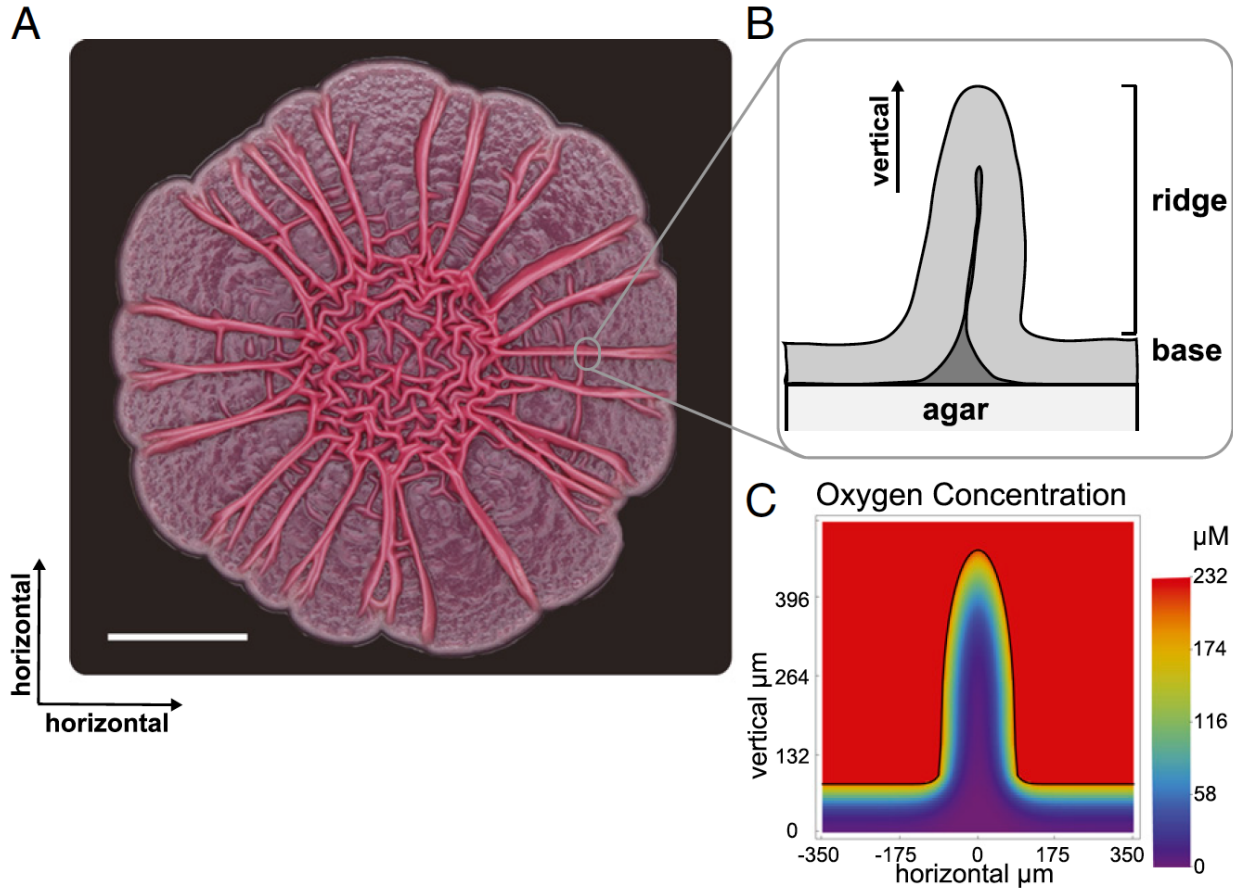 A
horizontal
horizontal
B
vertical
ridge
base
agar
C
Oxygen Concentration
µM
232
174
116
58
0
vertical µm
396
264
132
0
-350
-175
0
175
350
horizontal µm